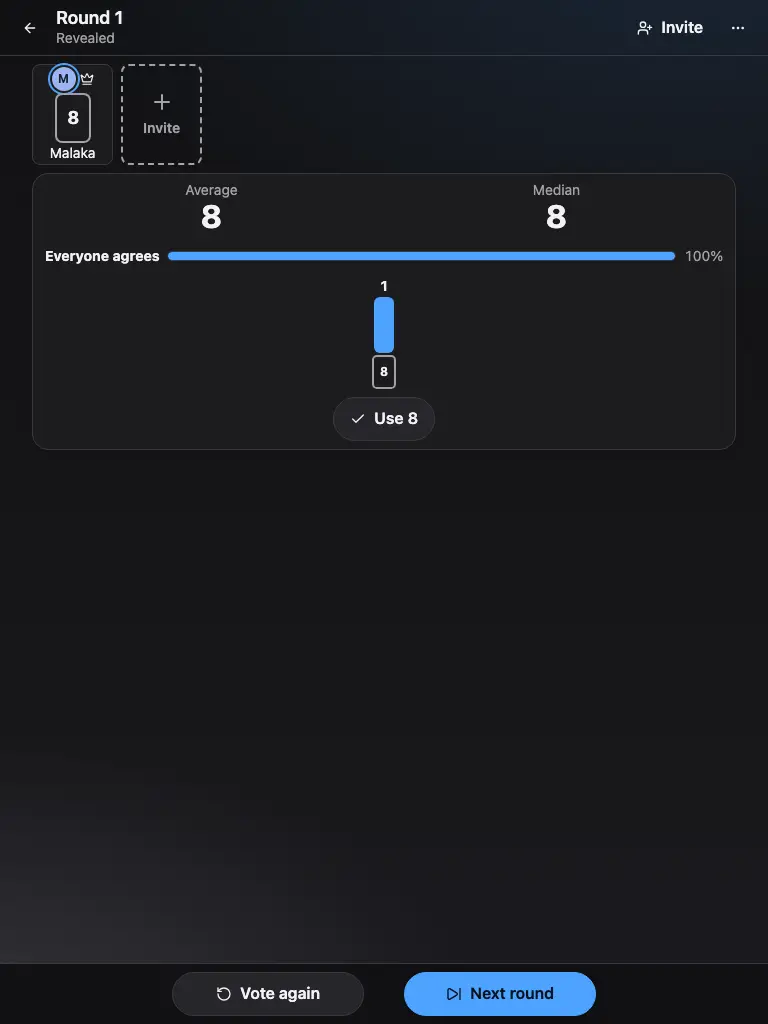 Round 1
Revealed
Invite
M
8
Malaka
Invite
Average
8
Median
8
Everyone agrees
100%
1
8
Use 8
Vote again
Next round